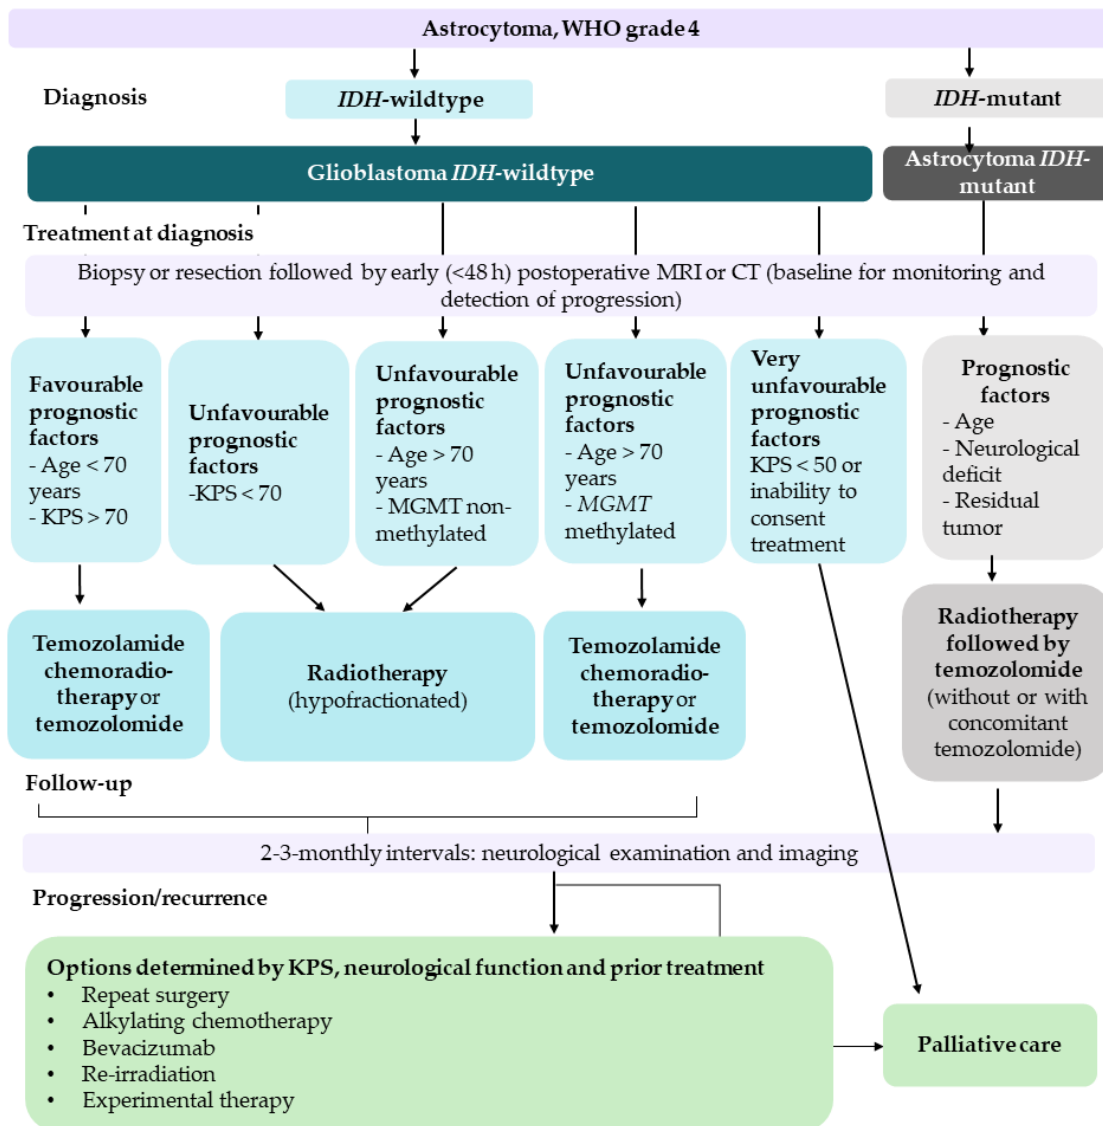 Astrocytoma, WHO grade 4
Diagnosis
IDH-wildtype
IDH-mutant
Glioblastoma IDH-wildtype
Astrocytoma IDH-
mutant
Treatment at diagnosis
Biopsy or resection followed by early (<48 h) postoperative MRI or CT (baseline for monitoring and
detection of progression)
Favourable
prognostic
factors
- Age < 70
years
- KPS > 70
Unfavourable
prognostic
factors
-KPS < 70
Unfavourable
prognostic
factors
- Age > 70
years
- MGMT non-
methylated
Unfavourable
prognostic
factors
- Age > 70
years
- MGMT
methylated
Very
unfavourable
prognostic
factors
KPS < 50 or
inability to
consent
treatment
Prognostic
factors
- Age
- Neurological
deficit
- Residual
tumor
Temozolamide
chemoradio-
therapy or
temozolomide
Radiotherapy
(hypofractionated)
Temozolamide
chemoradio-
therapy or
temozolomide
Radiotherapy
followed by
temozolomide
(without or with
concomitant
temozolomide)
Follow-up
2-3-monthly intervals: neurological examination and imaging
Progression/recurrence
Options determined by KPS, neurological function and prior treatment
• Repeat surgery
• Alkylating chemotherapy
• Bevacizumab
• Re-irradiation
• Experimental therapy
Palliative care